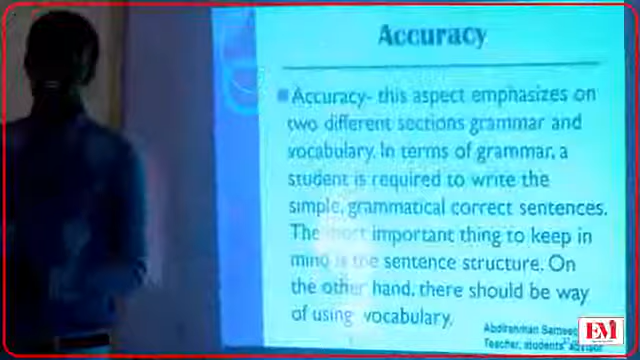 Accuracy
Accuracy- this aspect emphasizes on
two different sections grammar and
vocabulary. In terms of grammar, a
student is required to write the
simple, grammatical correct sentences.
The most important thing to keep in
mind is the sentence structure. On
the other hand, there should be way
of using vocabulary.
Abdirahman
Teacher, students' advisor
EM